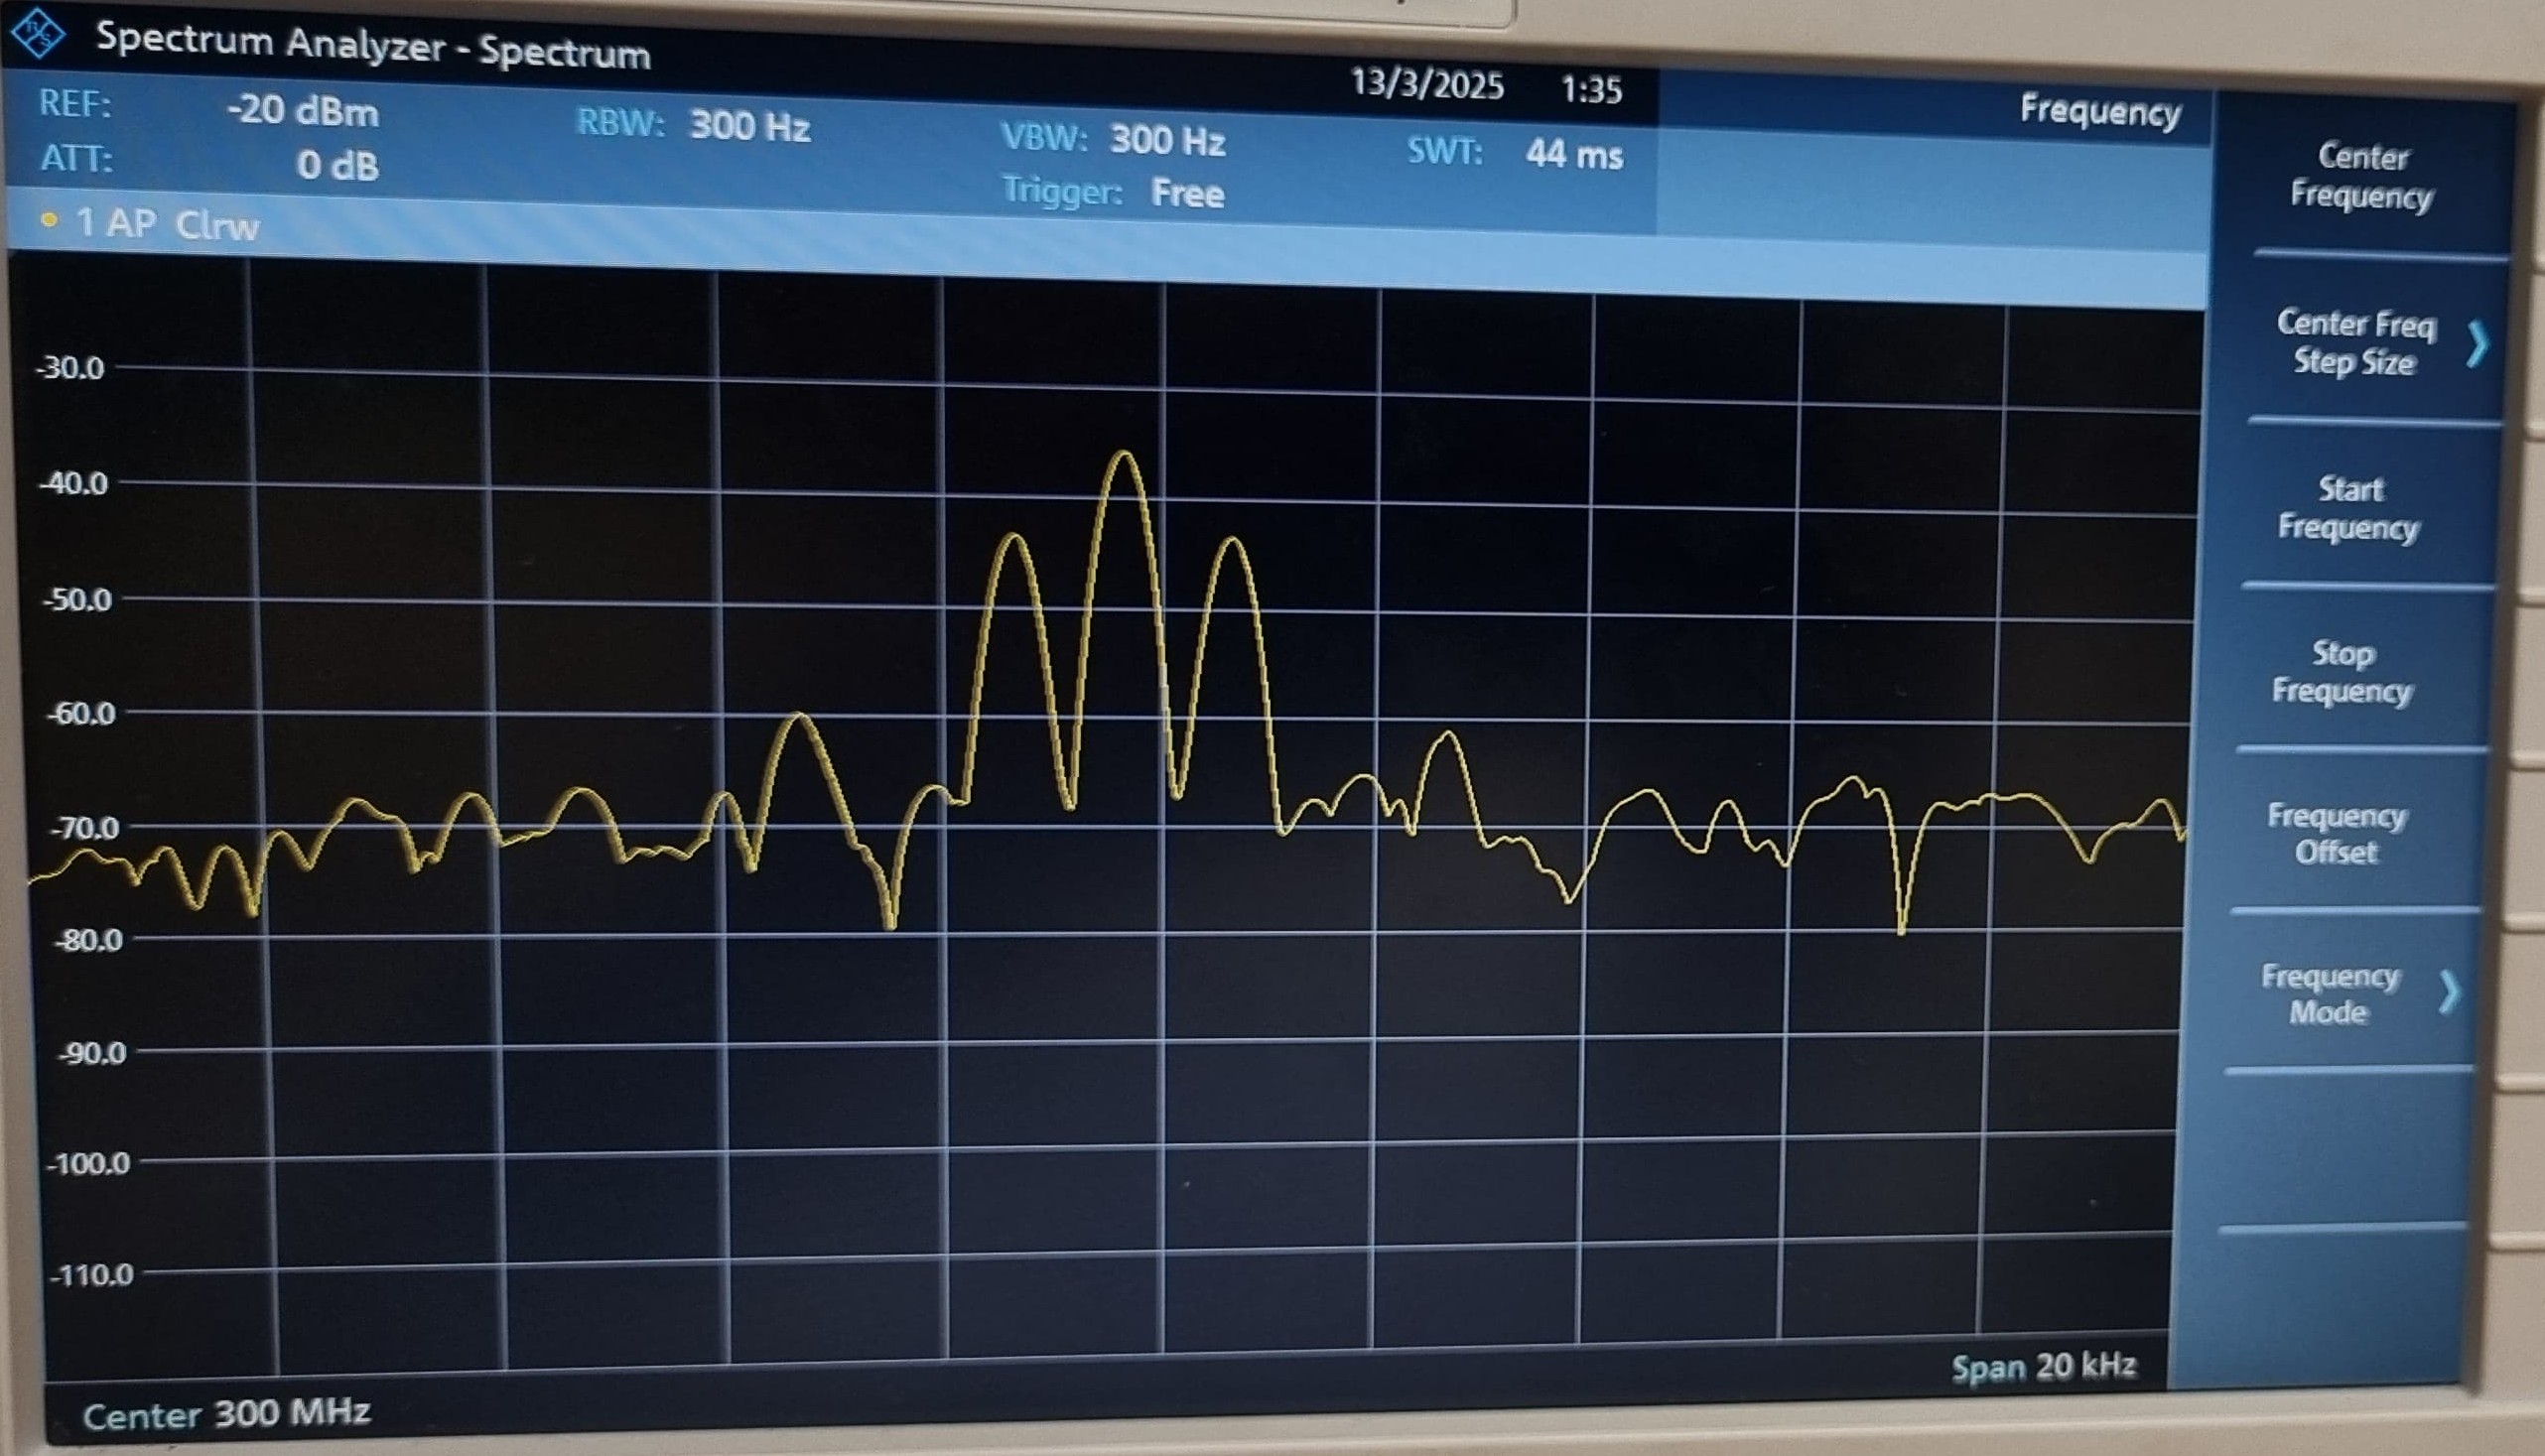 Spectrum Analyzer - Spectrum
13/3/2025 1:35
REF: -20 dBm RBW: 300 Hz VBW: 300 Hz SWT: 44 ms
ATT: 0 dB Trigger: Free
1 AP Clrw
-30.0
-40.0
-50.0
-60.0
-70.0
-80.0
-90.0
-100.0
-110.0
Center 300 MHz Span 20 kHz
Frequency
Center
Frequency
Center Freq
Step Size
Start
Frequency
Stop
Frequency
Frequency
Offset
Frequency
Mode